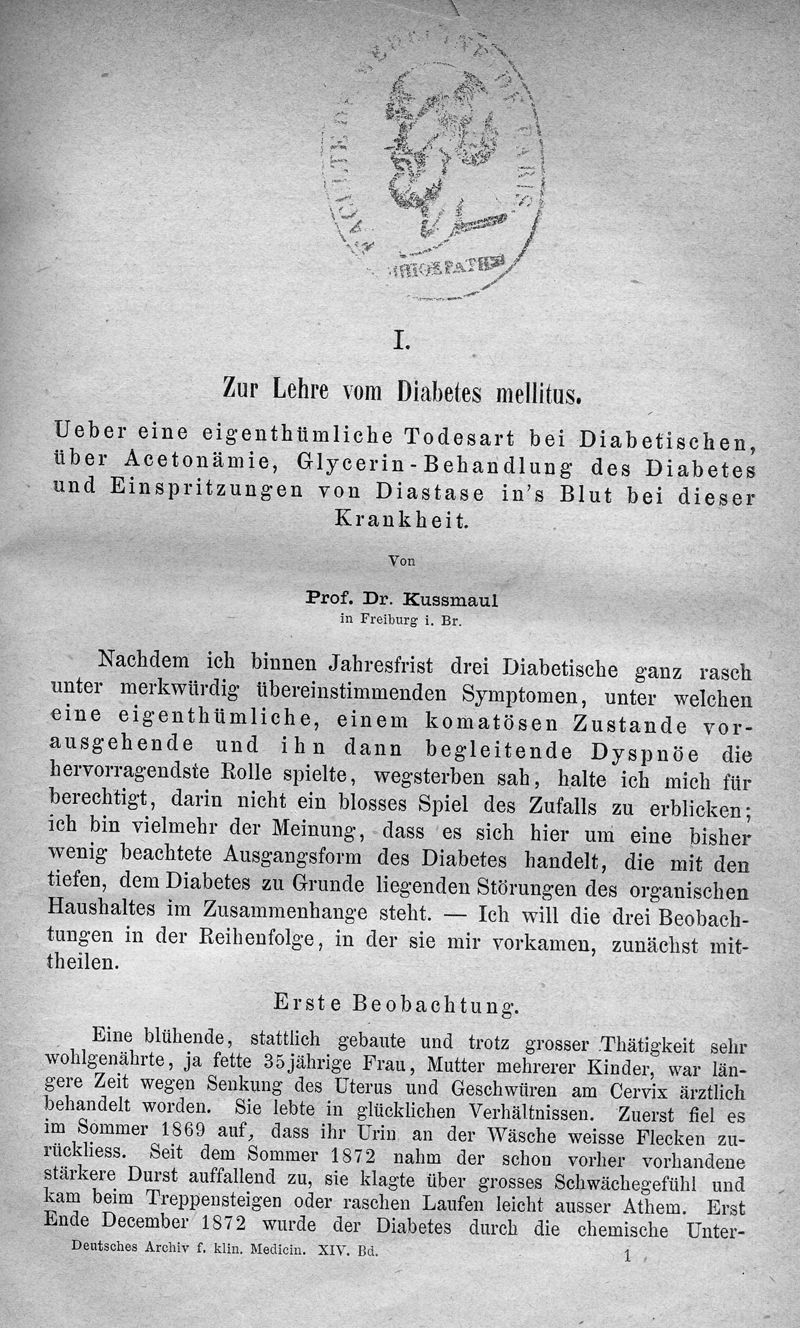 FACULTE DE MEDECINE DE PARIS
I.
Zur Lehre vom Diabetes mellitus.
Ueber eine eigenthümliche Todesart bei Diabetischen,
über Acetonämie, Glycerin-Behandlung des Diabetes
und Einspritzungen von Diastase in's Blut bei dieser
Krankheit.
Von
Prof. Dr. Kussmaul
in Freiburg i. Br.
Nachdem ich binnen Jahresfrist drei Diabetische ganz rasch
unter merkwürdig übereinstimmenden Symptomen, unter welchen
eine eigenthümliche, einem komatösen Zustande vor-
ausgehende und ihn dann begleitende Dyspnöe die
hervorragendste Rolle spielte, wegsterben sah, halte ich mich für
berechtigt, darin nicht ein blosses Spiel des Zufalls zu erblicken;
ich bin vielmehr der Meinung, dass es sich hier um eine bisher
wenig beachtete Ausgangsform des Diabetes handelt, die mit den
tiefen, dem Diabetes zu Grunde liegenden Störungen des organischen
Haushaltes im Zusammenhange steht. — Ich will die drei Beobach-
tungen in der Reihenfolge, in der sie mir vorkamen, zunächst mit-
theilen.
Erste Beobachtung.
Eine blühende, stattlich gebaute und trotz grosser Thätigkeit sehr
wohlgenährte, ja fette 35jährige Frau, Mutter mehrerer Kinder, war län-
gere Zeit wegen Senkung des Uterus und Geschwüren am Cervix ärztlich
behandelt worden. Sie lebte in glücklichen Verhältnissen. Zuerst fiel es
im Sommer 1869 auf, dass ihr Urin an der Wäsche weisse Flecken zu-
rückliess. Seit dem Sommer 1872 nahm der schon vorher vorhandene
stärkere Durst auffallend zu, sie klagte über grosses Schwächegefühl und
kam beim Treppensteigen oder raschen Laufen leicht ausser Athem. Erst
Ende December 1872 wurde der Diabetes durch die chemische Unter-
Deutsches Archiv f. klin. Medicin. XIV. Bd.
1